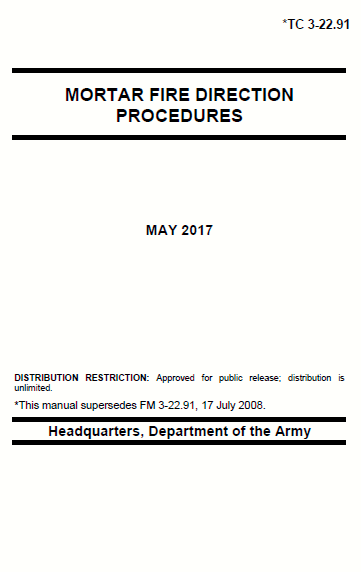 *TC 3-22.91
MORTAR FIRE DIRECTION
PROCEDURES
MAY 2017
DISTRIBUTION RESTRICTION: Approved for public release; distribution is
unlimited.
*This manual supersedes FM 3-22.91, 17 July 2008.
Headquarters, Department of the Army